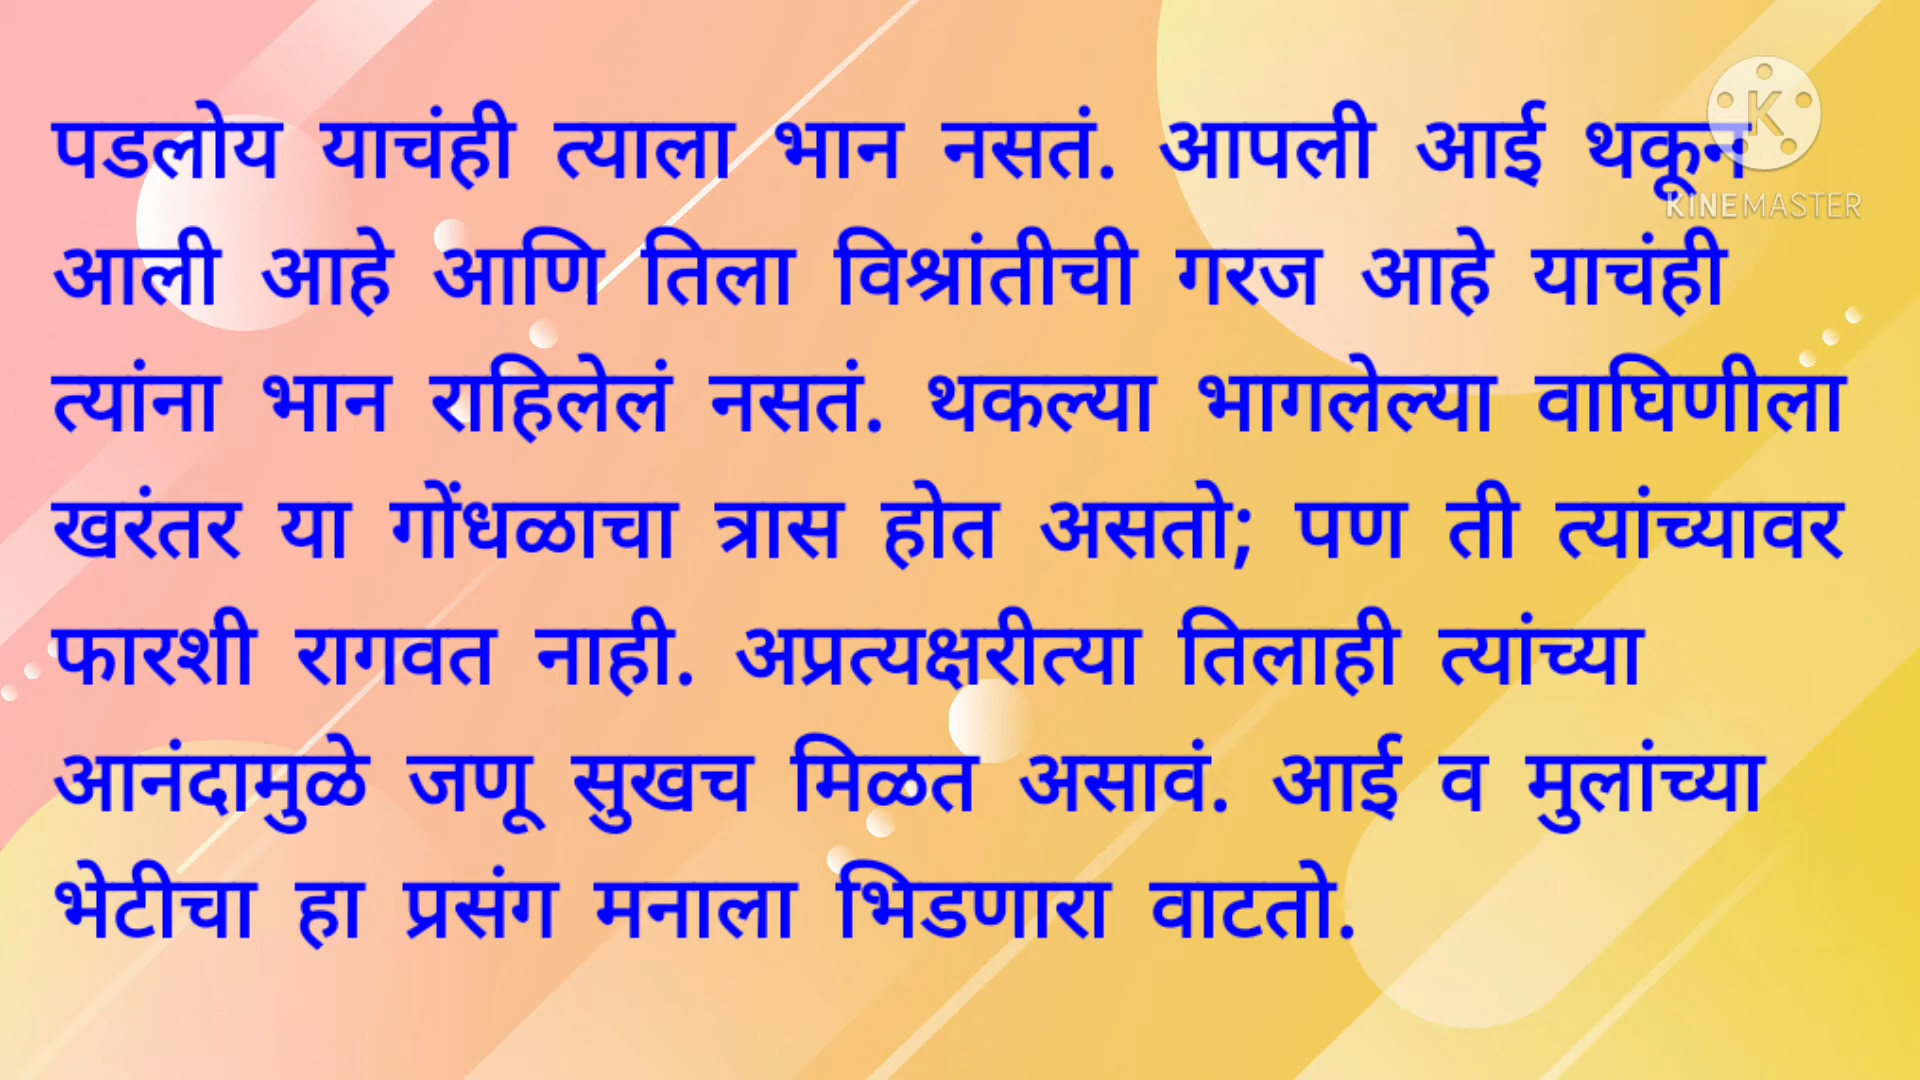 पडलोय याचंही त्याला भान नसतं. आपली आई थकून
आली आहे आणि तिला विश्रांतीची गरज आहे याचंही
त्यांना भान राहिलेलं नसतं. थकल्या भागलेल्या वाघिणीला
खरंतर या गोंधळाचा त्रास होत असतो; पण ती त्यांच्यावर
फारशी रागवत नाही. अप्रत्यक्षरीत्या तिलाही त्यांच्या
आनंदामुळे जणू सुखच मिळत असावं. आई व मुलांच्या
भेटीचा हा प्रसंग मनाला भिडणारा वाटतो.
K
KINEMASTER